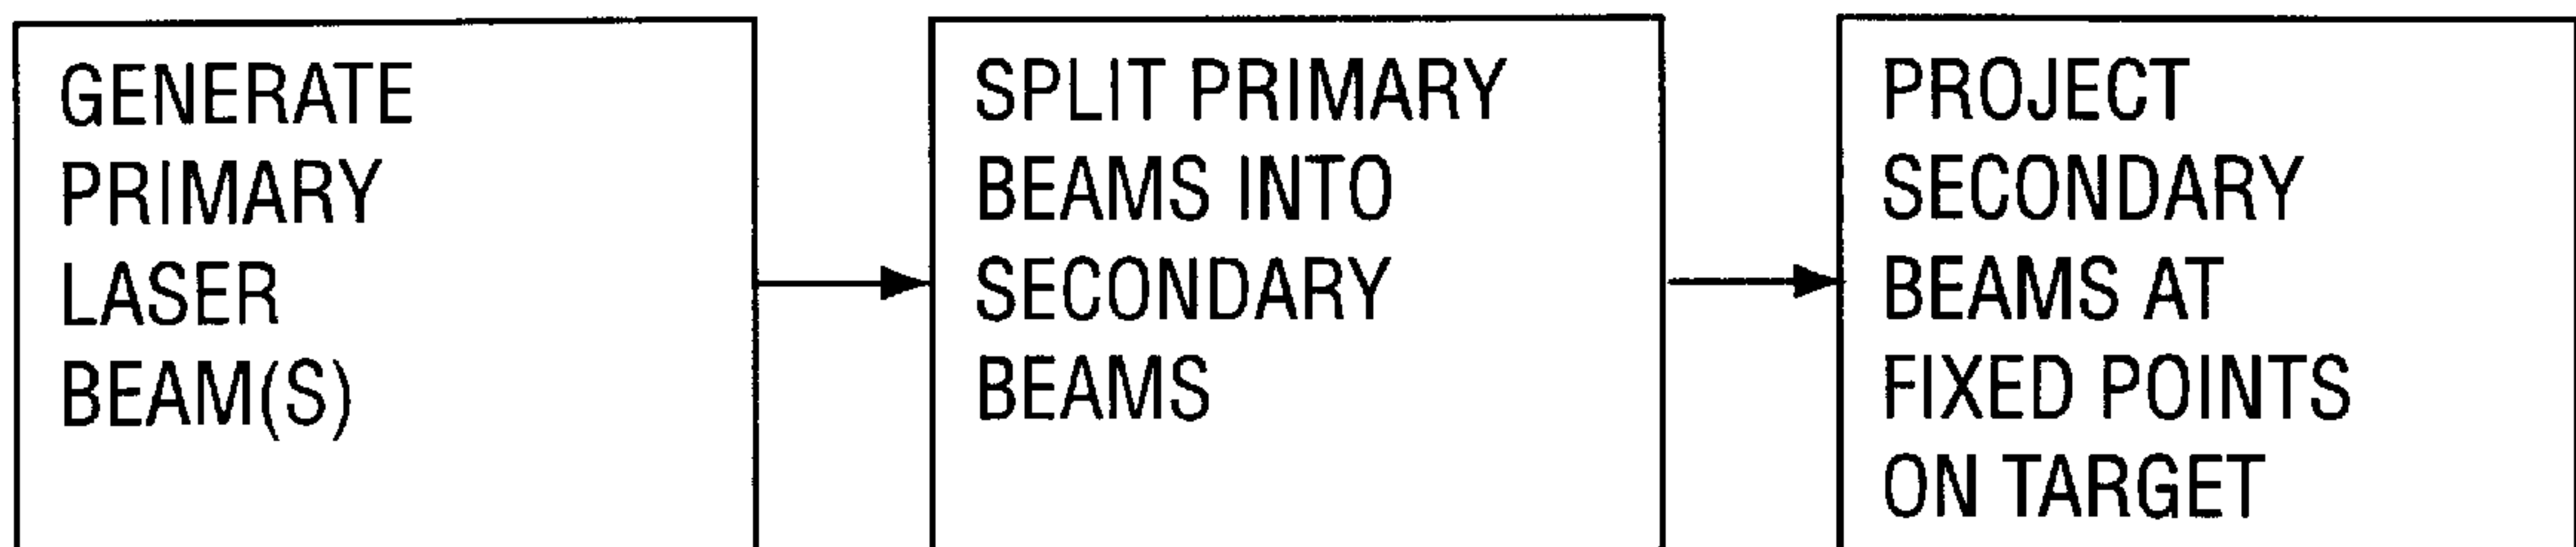 GENERATE
PRIMARY
LASER
BEAM(S)
SPLIT PRIMARY
BEAMS INTO
SECONDARY
BEAMS
PROJECT
SECONDARY
BEAMS AT
FIXED POINTS
ON TARGET